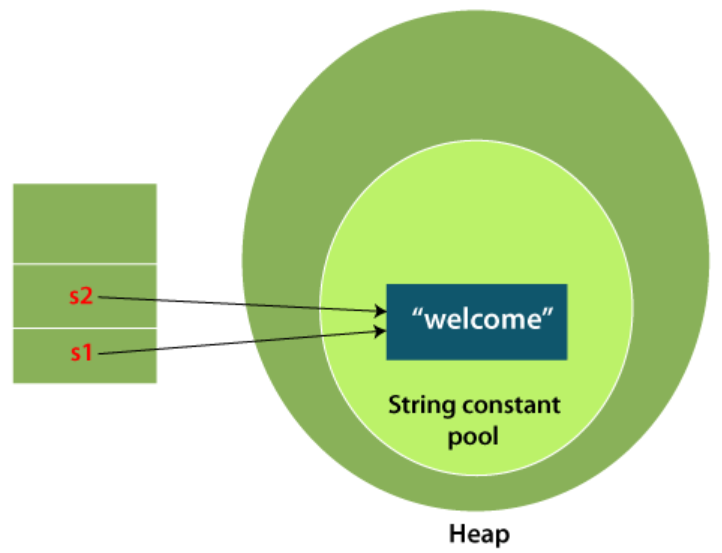 s2
s1
“welcome”
String constant
pool
Heap